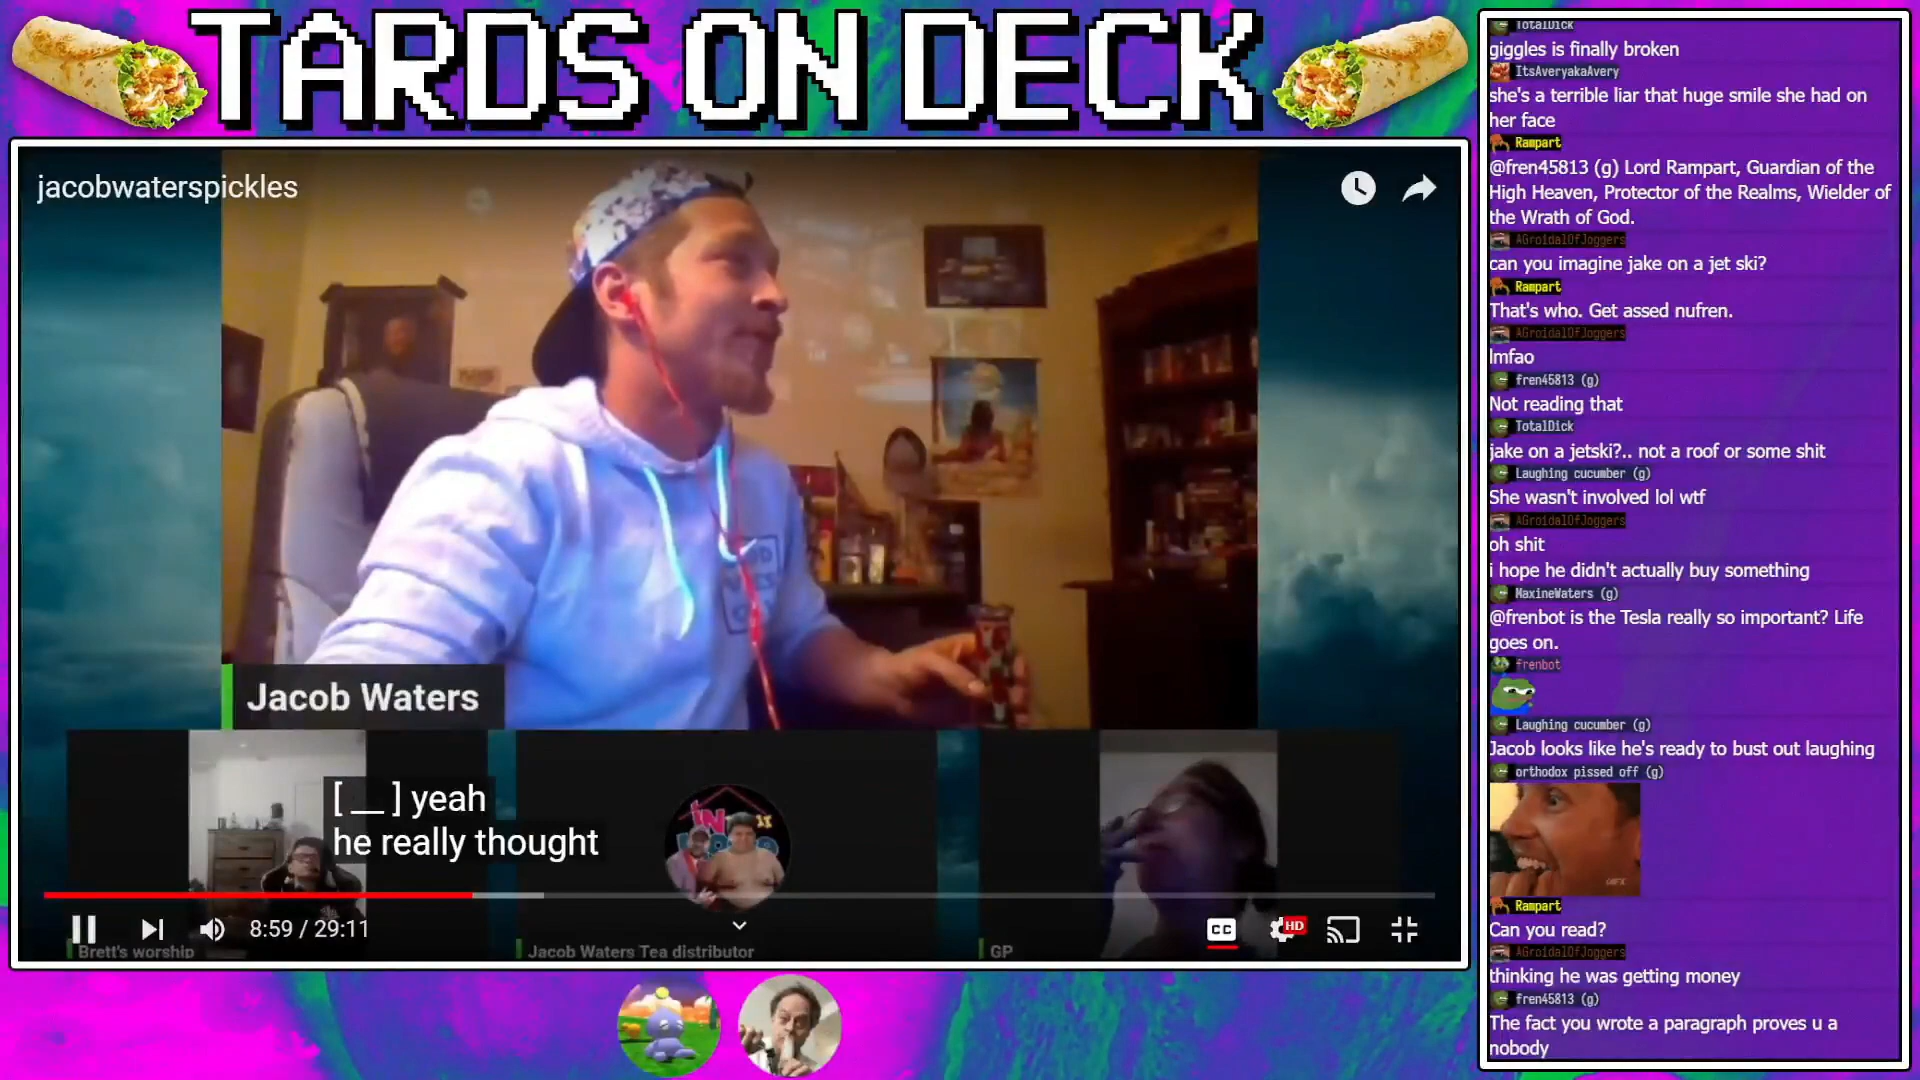 TARDS ON DECK
jacobwaterspickles
Jacob Waters
[ __ ] yeah
he really thought
8:59 / 29:11
CC
HD
Brett's worship
Jacob Waters Tea distributor
GP
TotalDick
giggles is finally broken
ItsAveryakaAvery
she's a terrible liar that huge smile she had on
her face
Rampart
@fren45813 (g) Lord Rampart, Guardian of the
High Heaven, Protector of the Realms, Wielder of
the Wrath of God.
AGroidalOfJoggers
can you imagine jake on a jet ski?
Rampart
That's who. Get assed nufren.
AGroidalOfJoggers
lmfao
fren45813 (g)
Not reading that
TotalDick
jake on a jetski?.. not a roof or some shit
Laughing cucumber (g)
She wasn't involved lol wtf
AGroidalOfJoggers
oh shit
i hope he didn't actually buy something
MaxineWaters (g)
@frenbot is the Tesla really so important? Life
goes on.
frenbot
Laughing cucumber (g)
Jacob looks like he's ready to bust out laughing
orthodox pissed off (g)
Rampart
Can you read?
AGroidalOfJoggers
thinking he was getting money
fren45813 (g)
The fact you wrote a paragraph proves u a
nobody